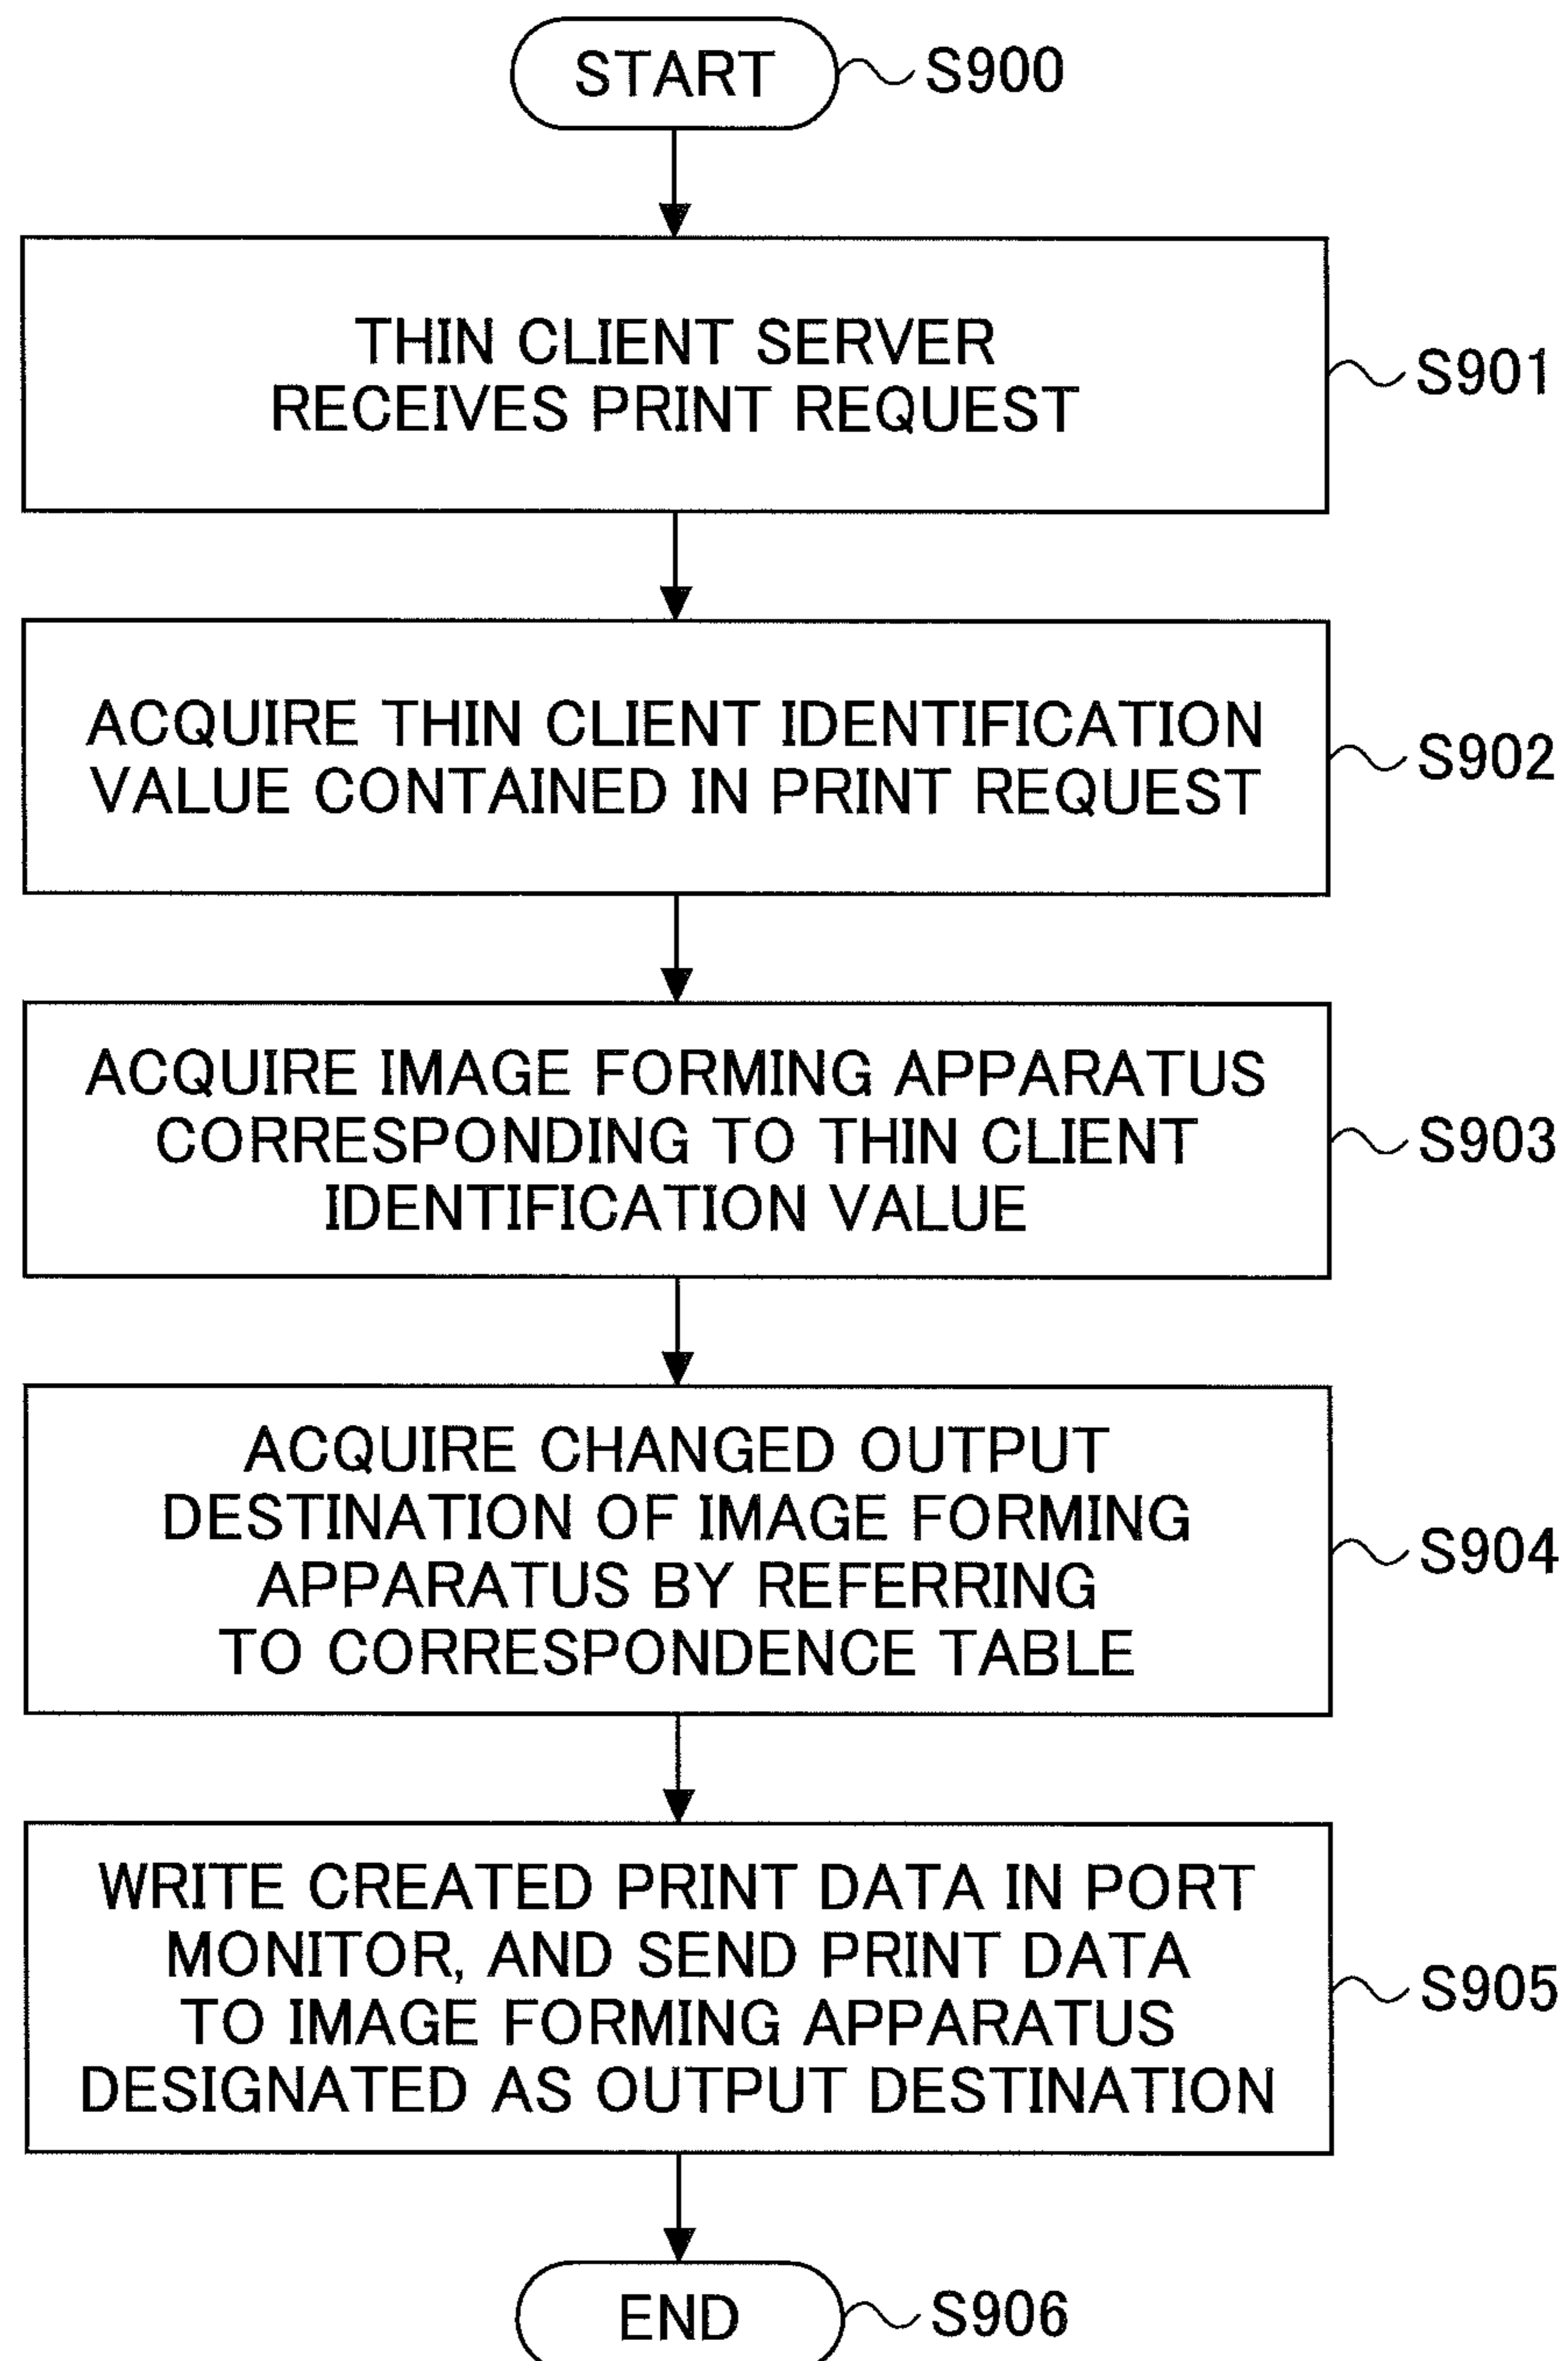 START
S900
THIN CLIENT SERVER
RECEIVES PRINT REQUEST
S901
ACQUIRE THIN CLIENT IDENTIFICATION
VALUE CONTAINED IN PRINT REQUEST
S902
ACQUIRE IMAGE FORMING APPARATUS
CORRESPONDING TO THIN CLIENT
IDENTIFICATION VALUE
S903
ACQUIRE CHANGED OUTPUT
DESTINATION OF IMAGE FORMING
APPARATUS BY REFERRING
TO CORRESPONDENCE TABLE
S904
WRITE CREATED PRINT DATA IN PORT
MONITOR, AND SEND PRINT DATA
TO IMAGE FORMING APPARATUS
DESIGNATED AS OUTPUT DESTINATION
S905
END
S906